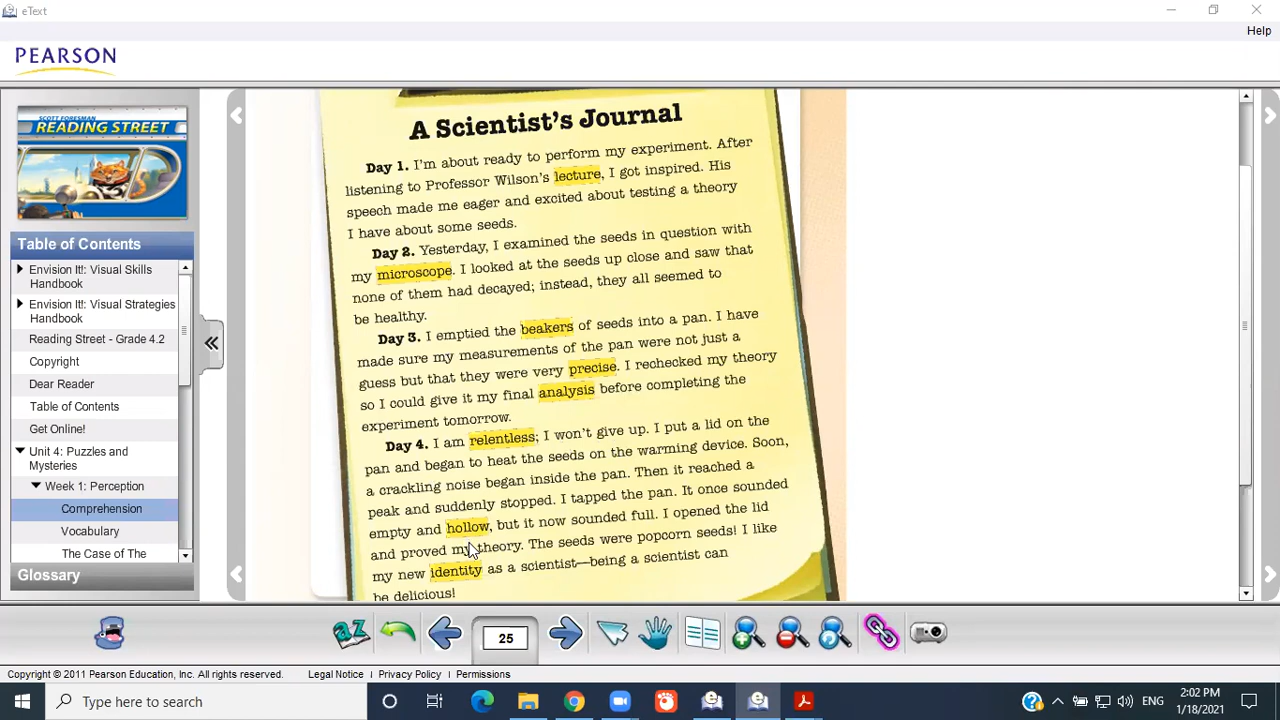 eText
Help
PEARSON
SCOTT FORESMAN
READING STREET
Table of Contents
Envision It!: Visual Skills
Handbook
Envision It!: Visual Strategies
Handbook
Reading Street - Grade 4.2
Copyright
Dear Reader
Table of Contents
Get Online!
Unit 4: Puzzles and
Mysteries
Week 1: Perception
Comprehension
Vocabulary
The Case of The
Glossary
A Scientist's Journal
Day 1. I'm about ready to perform my experiment. After
listening to Professor Wilson's lecture, I got inspired. His
speech made me eager and excited about testing a theory
I have about some seeds.
Day 2. Yesterday, I examined the seeds in question with
my microscope. I looked at the seeds up close and saw that
none of them had decayed; instead, they all seemed to
be healthy.
Day 3. I emptied the beakers of seeds into a pan. I have
made sure my measurements of the pan were not just a
guess but that they were very precise. I rechecked my theory
so I could give it my final analysis before completing the
experiment tomorrow.
Day 4. I am relentless; I won't give up. I put a lid on the
pan and began to heat the seeds on the warming device. Soon,
a crackling noise began inside the pan. Then it reached a
peak and suddenly stopped. I tapped the pan. It once sounded
empty and hollow, but it now sounded full. I opened the lid
and proved my theory. The seeds were popcorn seeds! I like
my new identity as a scientist—being a scientist can
be delicious!
aZ
25
Copyright © 2011 Pearson Education, Inc. All rights reserved. Legal Notice | Privacy Policy | Permissions
Type here to search
ENG
2:02 PM
1/18/2021